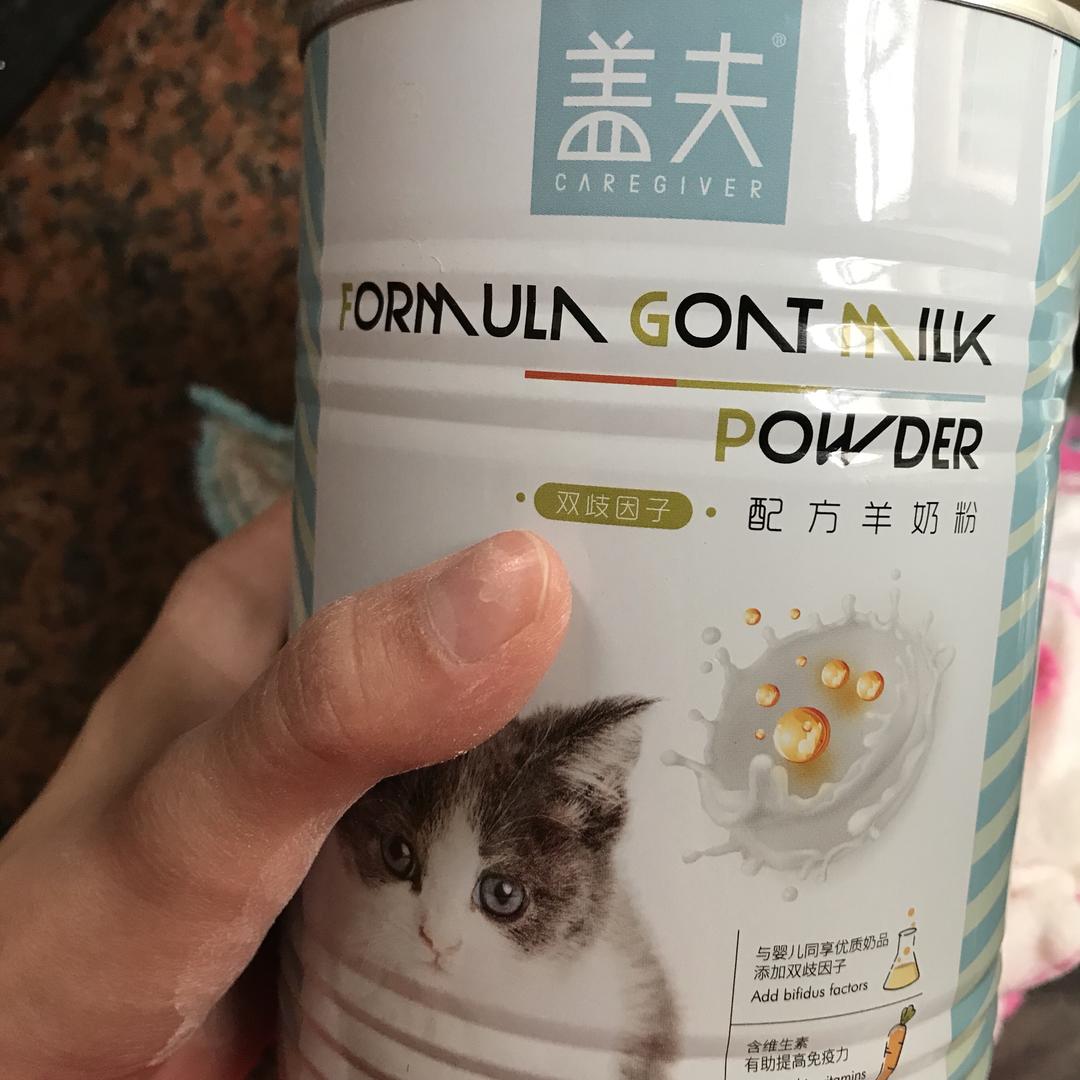 盖夫®
CAREGIVER
FORMULA GOAT MILK
POWDER
双歧因子 配方羊奶粉
与婴儿同享优质奶品
添加双歧因子
Add bifidus factors
含维生素
有助提高免疫力